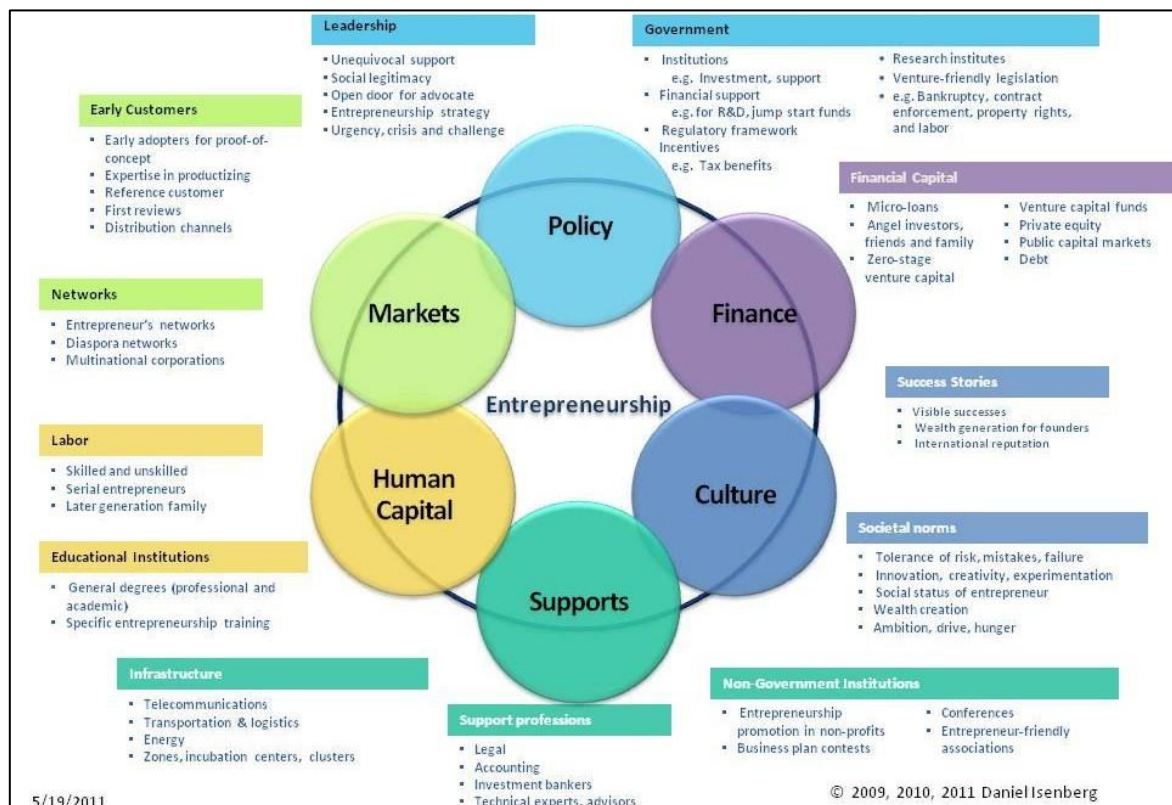 Leadership
▪ Unequivocal support
▪ Social legitimacy
▪ Open door for advocate
▪ Entrepreneurship strategy
▪ Urgency, crisis and challenge
Government
▪ Institutions
e.g. Investment, support
▪ Financial support
e.g. for R&D, jump start funds
▪ Regulatory framework
Incentives
e.g. Tax benefits
▪ Research institutes
▪ Venture-friendly legislation
▪ e.g. Bankruptcy, contract
enforcement, property rights,
and labor
Early Customers
▪ Early adopters for proof-of-
concept
▪ Expertise in productizing
▪ Reference customer
▪ First reviews
▪ Distribution channels
Financial Capital
▪ Micro-loans
▪ Angel investors,
friends and family
▪ Zero-stage
venture capital
▪ Venture capital funds
▪ Private equity
▪ Public capital markets
▪ Debt
Networks
▪ Entrepreneur's networks
▪ Diaspora networks
▪ Multinational corporations
Policy
Markets
Finance
Entrepreneurship
Human
Capital
Culture
Supports
Success Stories
▪ Visible successes
▪ Wealth generation for founders
▪ International reputation
Labor
▪ Skilled and unskilled
▪ Serial entrepreneurs
▪ Later generation family
Societal norms
▪ Tolerance of risk, mistakes, failure
▪ Innovation, creativity, experimentation
▪ Social status of entrepreneur
▪ Wealth creation
▪ Ambition, drive, hunger
Educational Institutions
▪ General degrees (professional and
academic)
▪ Specific entrepreneurship training
Infrastructure
▪ Telecommunications
▪ Transportation & logistics
▪ Energy
▪ Zones, incubation centers, clusters
Support professions
▪ Legal
▪ Accounting
▪ Investment bankers
▪ Technical experts, advisors
Non-Government Institutions
▪ Entrepreneurship
promotion in non-profits
▪ Business plan contests
▪ Conferences
▪ Entrepreneur-friendly
associations
5/19/2011
© 2009, 2010, 2011 Daniel Isenberg